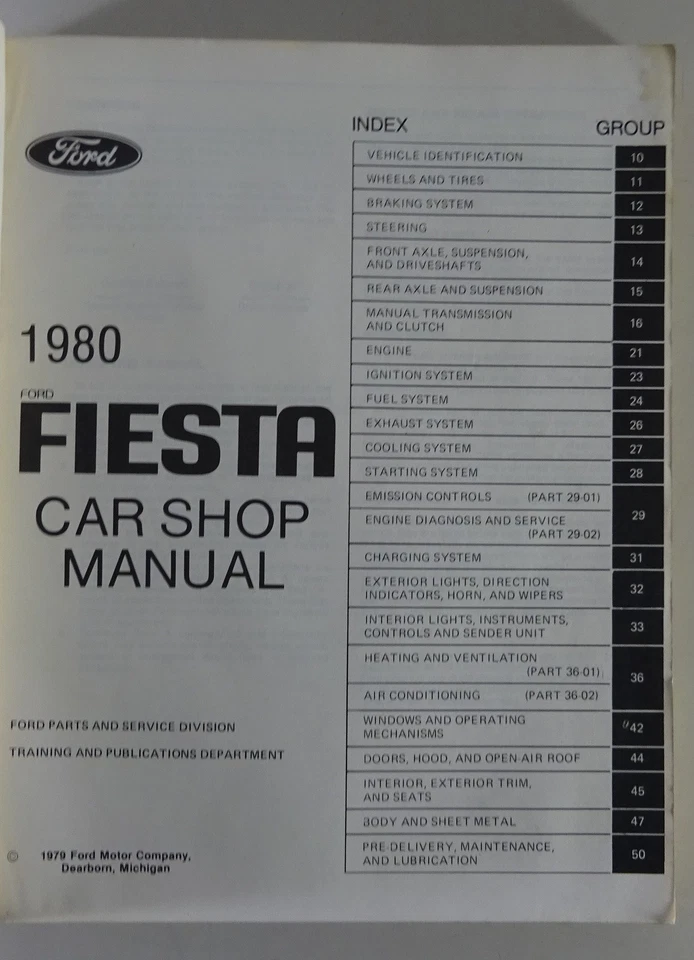 Ford
1980
FORD
FIESTA
CAR SHOP
MANUAL
FORD PARTS AND SERVICE DIVISION
TRAINING AND PUBLICATIONS DEPARTMENT
© 1979 Ford Motor Company,
Dearborn, Michigan
INDEX GROUP
VEHICLE IDENTIFICATION 10
WHEELS AND TIRES 11
BRAKING SYSTEM 12
STEERING 13
FRONT AXLE, SUSPENSION,
AND DRIVESHAFTS 14
REAR AXLE AND SUSPENSION 15
MANUAL TRANSMISSION
AND CLUTCH 16
ENGINE 21
IGNITION SYSTEM 23
FUEL SYSTEM 24
EXHAUST SYSTEM 26
COOLING SYSTEM 27
STARTING SYSTEM 28
EMISSION CONTROLS (PART 29-01)
ENGINE DIAGNOSIS AND SERVICE
(PART 29-02) 29
CHARGING SYSTEM 31
EXTERIOR LIGHTS, DIRECTION
INDICATORS, HORN, AND WIPERS 32
INTERIOR LIGHTS, INSTRUMENTS,
CONTROLS AND SENDER UNIT 33
HEATING AND VENTILATION
(PART 36-01)
AIR CONDITIONING (PART 36-02) 36
WINDOWS AND OPERATING
MECHANISMS 42
DOORS, HOOD, AND OPEN-AIR ROOF 44
INTERIOR, EXTERIOR TRIM,
AND SEATS 45
BODY AND SHEET METAL 47
PRE-DELIVERY, MAINTENANCE,
AND LUBRICATION 50